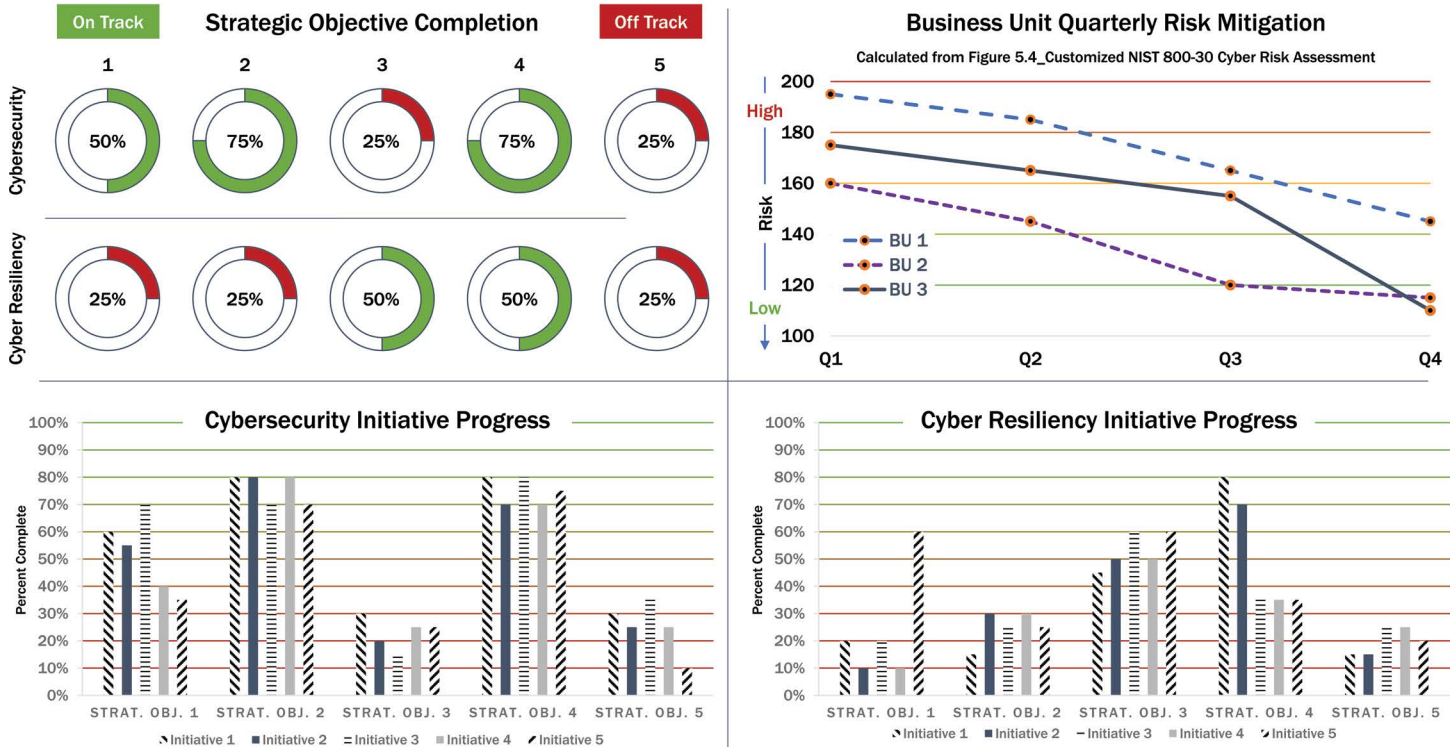 On Track
Strategic Objective Completion
Off Track
1 2 3 4 5
Cybersecurity
50% 75% 25% 75% 25%
Cyber Resiliency
25% 25% 50% 50% 25%
Business Unit Quarterly Risk Mitigation
Calculated from Figure 5.4_Customized NIST 800-30 Cyber Risk Assessment
High
Risk
Low
200
180
160
140
120
100
BU 1
BU 2
BU 3
Q1 Q2 Q3 Q4
Cybersecurity Initiative Progress
Percent Complete
100%
90%
80%
70%
60%
50%
40%
30%
20%
10%
0%
STRAT. OBJ. 1 STRAT. OBJ. 2 STRAT. OBJ. 3 STRAT. OBJ. 4 STRAT. OBJ. 5
Initiative 1 Initiative 2 Initiative 3 Initiative 4 Initiative 5
Cyber Resiliency Initiative Progress
Percent Complete
100%
90%
80%
70%
60%
50%
40%
30%
20%
10%
0%
STRAT. OBJ. 1 STRAT. OBJ. 2 STRAT. OBJ. 3 STRAT. OBJ. 4 STRAT. OBJ. 5
Initiative 1 Initiative 2 Initiative 3 Initiative 4 Initiative 5